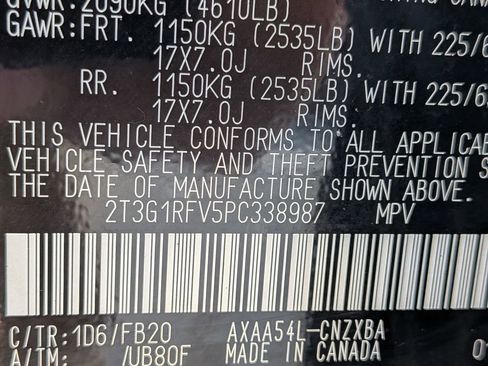 GVWR: 2090KG (4610LB)
GAWR: FRT. 1150KG (2535LB) WITH 225/6
17X7.0J RIMS.
RR. 1150KG (2535LB) WITH 225/6
17X7.0J RIMS.
THIS VEHICLE CONFORMS TO ALL APPLICAB
VEHICLE SAFETY AND THEFT PREVENTION S
THE DATE OF MANUFACTURE SHOWN ABOVE.
2T3G1RFV5PC338987 MPV
C/TR:1D6/FB20 AXAA54L-CNZXBA
A/TM: /UB80F MADE IN CANADA 01